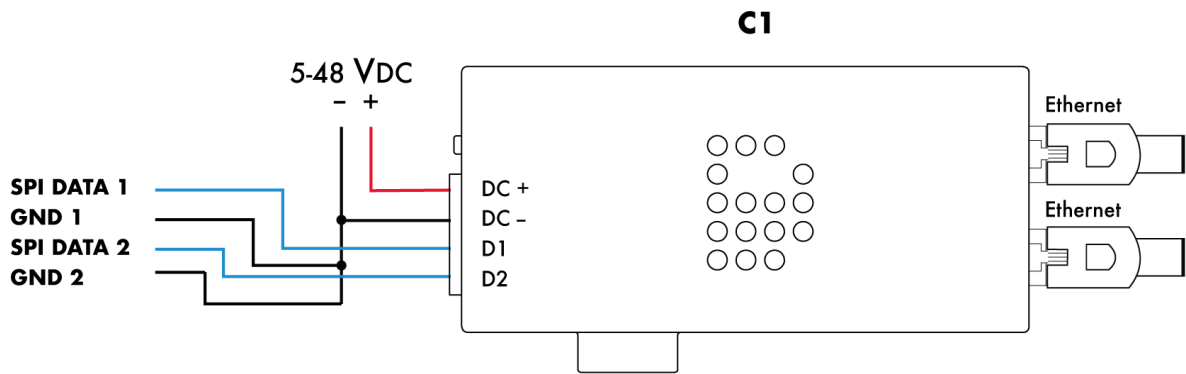 C1
5-48 VDC
– +
Ethernet
SPI DATA 1
GND 1
SPI DATA 2
GND 2
DC +
DC –
D1
D2
Ethernet